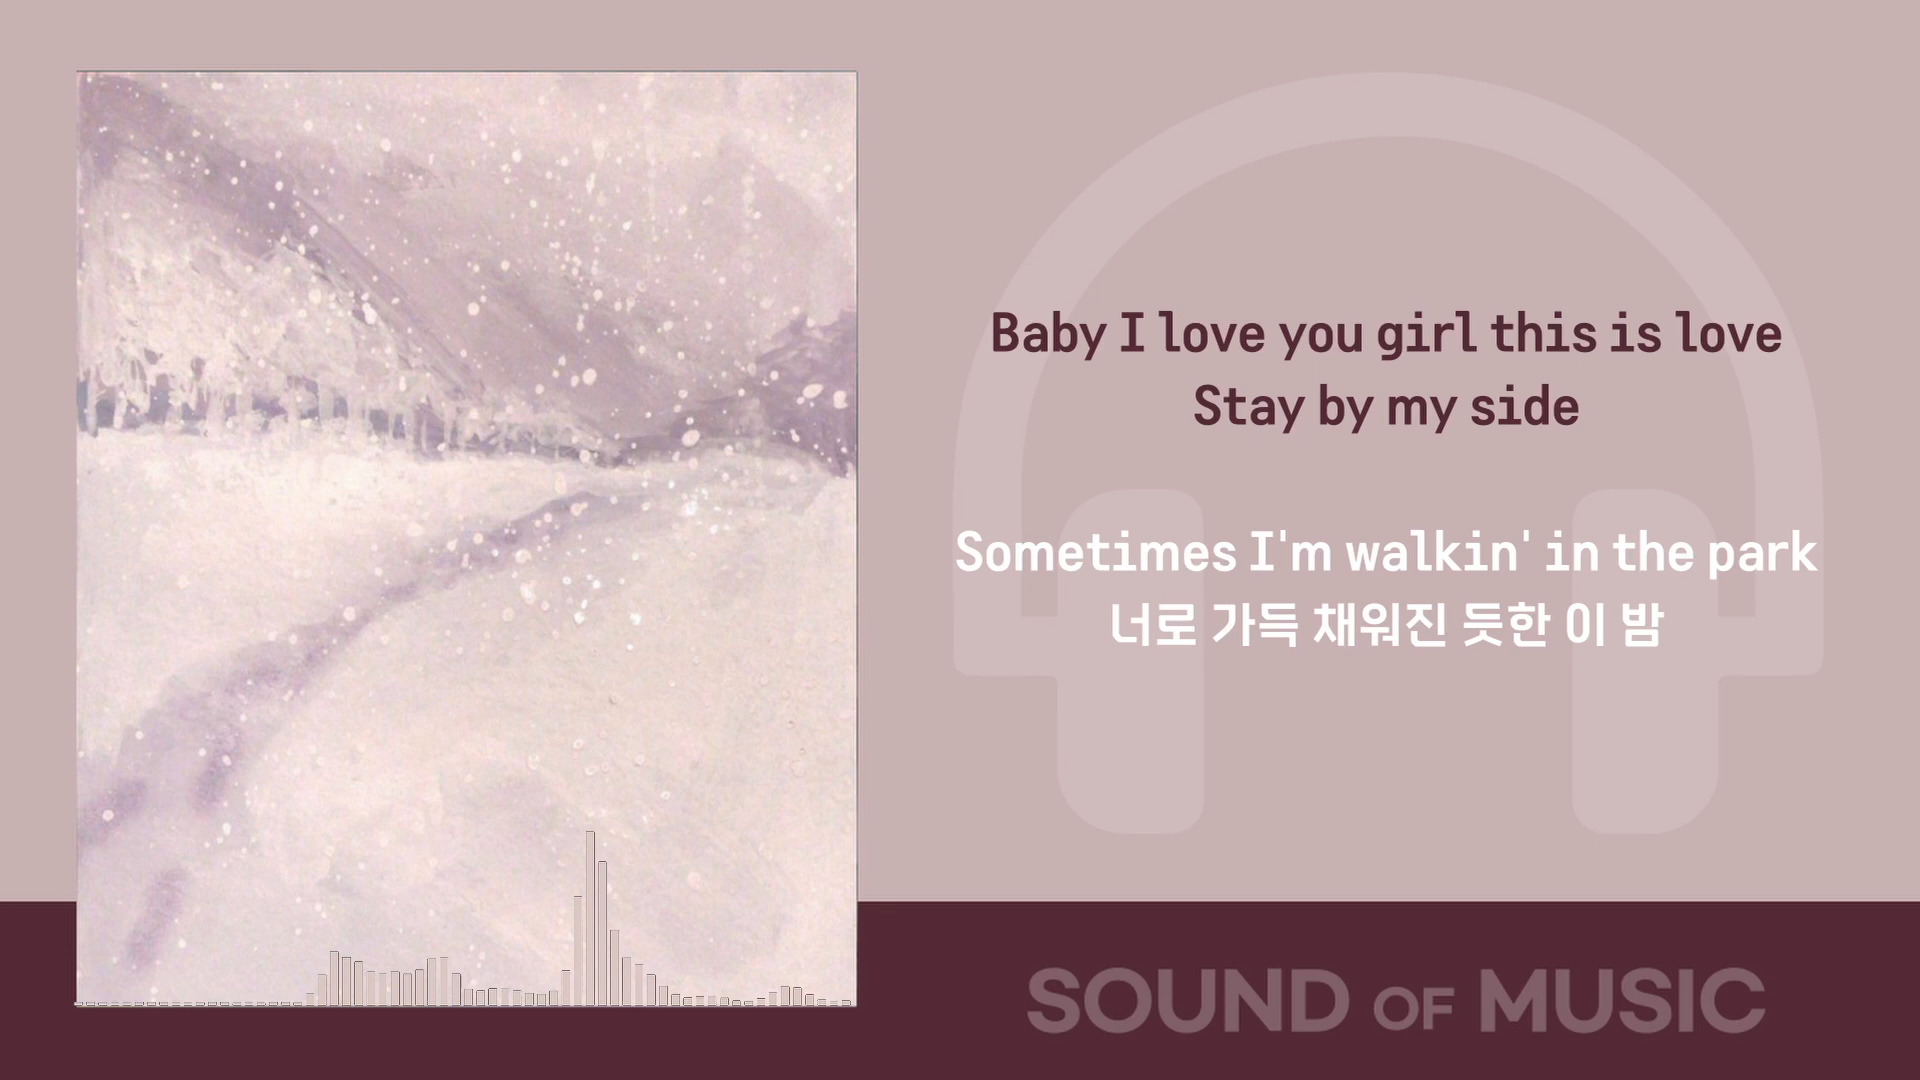 Baby I love you girl this is love
Stay by my side
Sometimes I'm walkin' in the park
너로 가득 채워진 듯한 이 밤
SOUND OF MUSIC